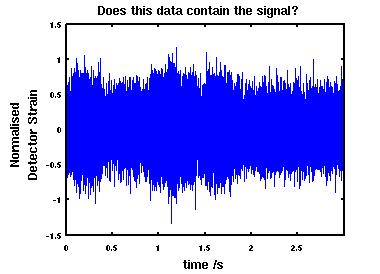 Does this data contain the signal?
1.5
1
0.5
0
-0.5
-1
-1.5
Normalised
Detector Strain
0 0.5 1 1.5 2 2.5
time /s